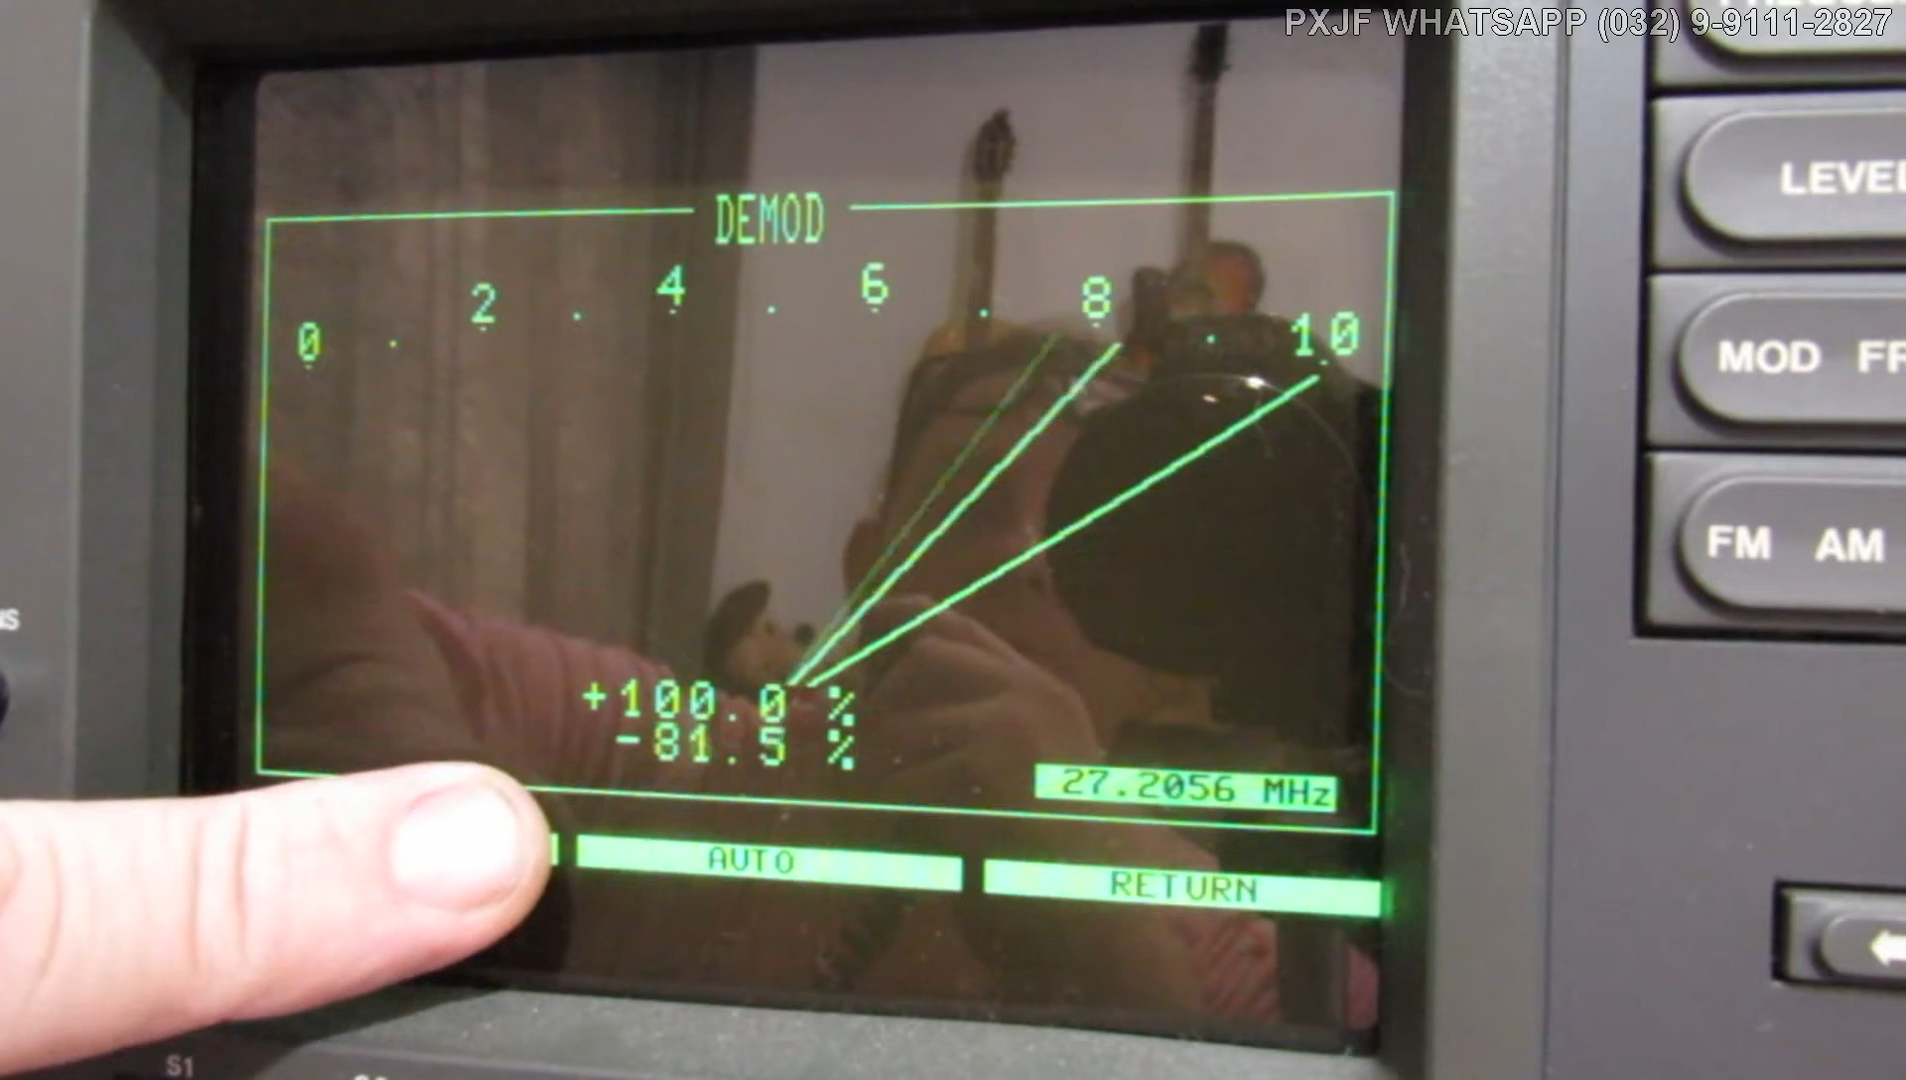 PXJF WHATSAPP (032) 9-9111-2827
DEMOD
0 . 2 . 4 . 6 . 8 . 10
+100.0 %
-81.5 %
27.2056 MHz
AUTO
RETURN
LEVEL
MOD FR
FM AM
S1